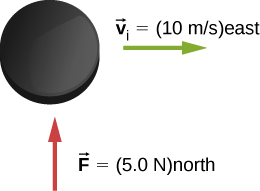 v⃗i = (10 m/s)east
F⃗ = (5.0 N)north